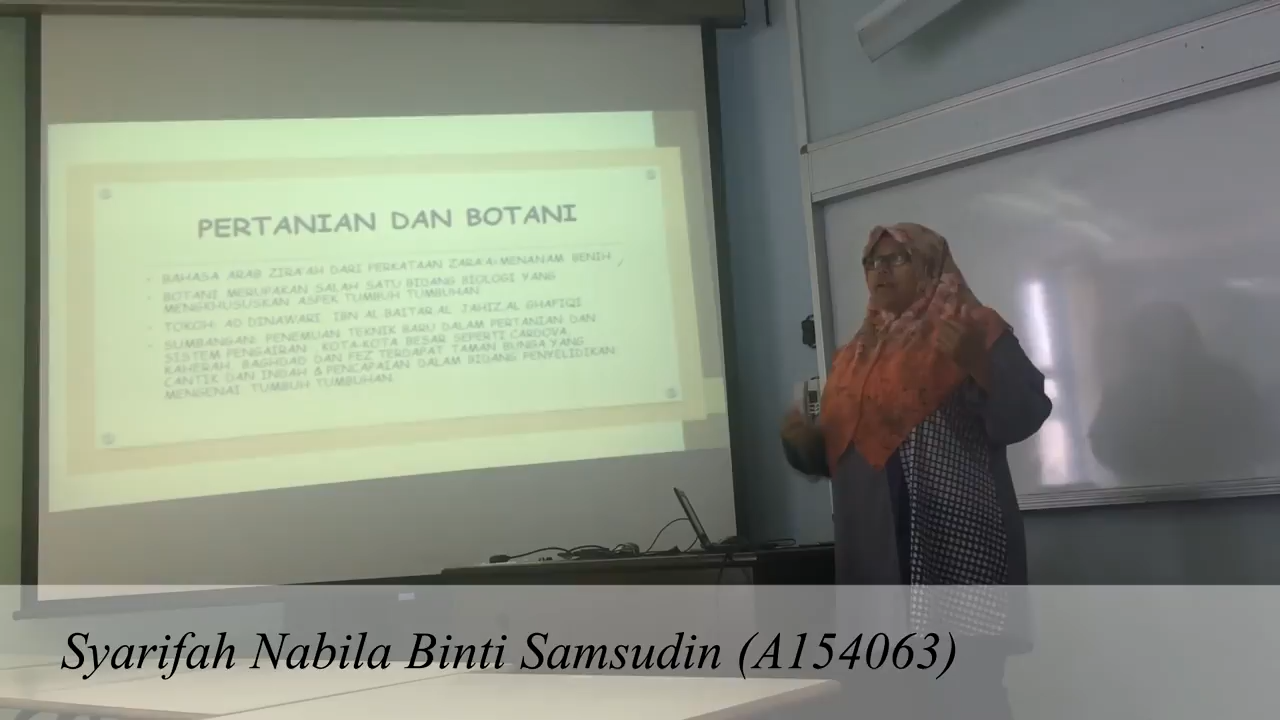 PERTANIAN DAN BOTANI
• BAHASA ARAB ZIRA'AH DARI PERKATAAN ZARA'A:MENANAM BENIH ,
• BOTANI MERUPAKAN SALAH SATU BIDANG BIOLOGI YANG
MENGKHUSUSKAN ASPEK TUMBUH TUMBUHAN
• TOKOH: AD DINAWARI, IBN AL BAITAR,AL JAHIZ,AL GHAFIQI
• SUMBANGAN: PENEMUAN TEKNIK BARU DALAM PERTANIAN DAN
SISTEM PENGAIRAN , KOTA-KOTA BESAR SEPERTI CARDOVA,
KAHERAH, BAGHDAD DAN FEZ TERDAPAT TAMAN BUNGA YANG
CANTIK DAN INDAH & PENCAPAIAN DALAM BIDANG PENYELIDIKAN
MENGENAI TUMBUH TUMBUHAN.
Syarifah Nabila Binti Samsudin (A154063)